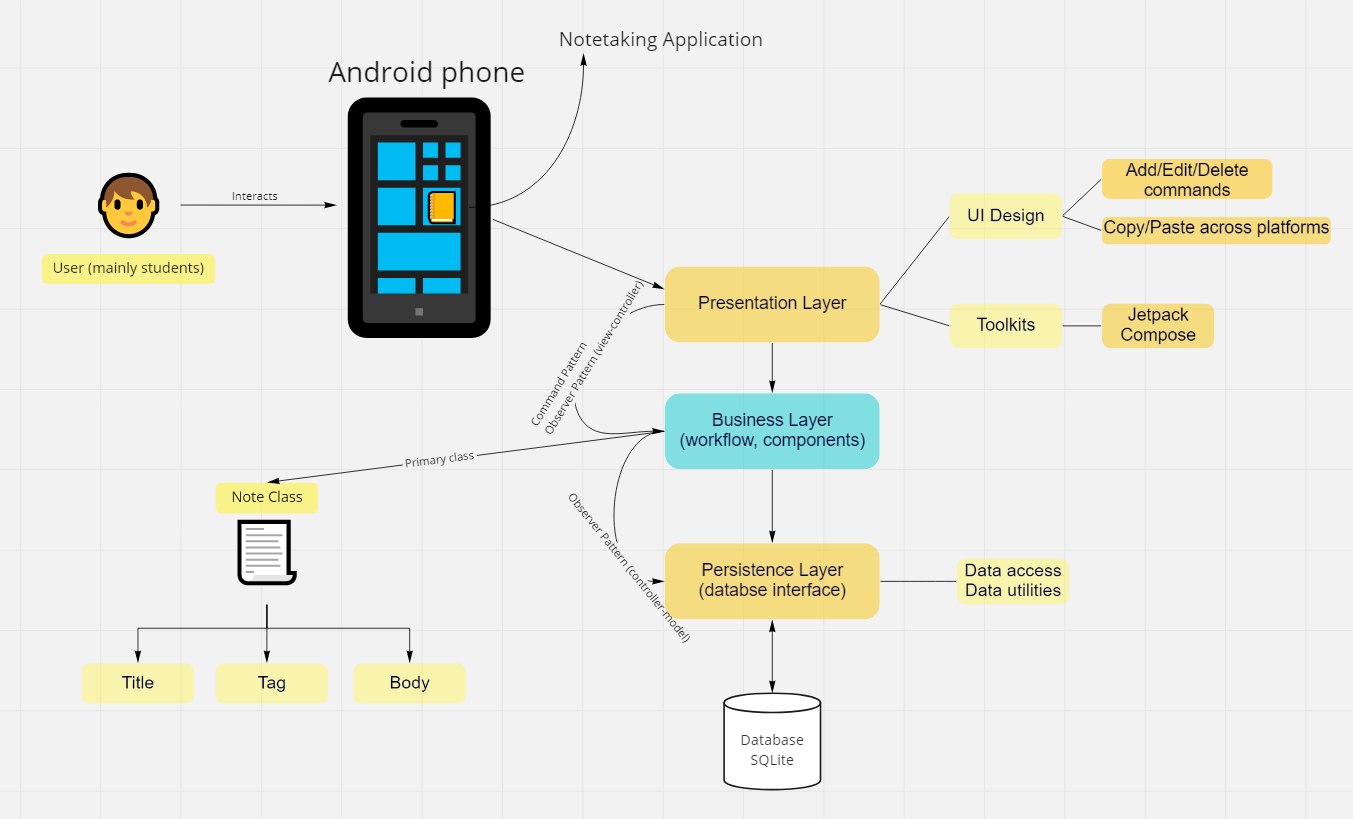 Notetaking Application
Android phone
Interacts
User (mainly students)
Add/Edit/Delete
commands
UI Design
Copy/Paste across platforms
Presentation Layer
Toolkits
Jetpack
Compose
Command Pattern
Observer Pattern (view-controller)
Business Layer
(workflow, components)
Primary class
Note Class
Observer Pattern (controller-model)
Persistence Layer
(databse interface)
Data access
Data utilities
Title
Tag
Body
Database
SQLite